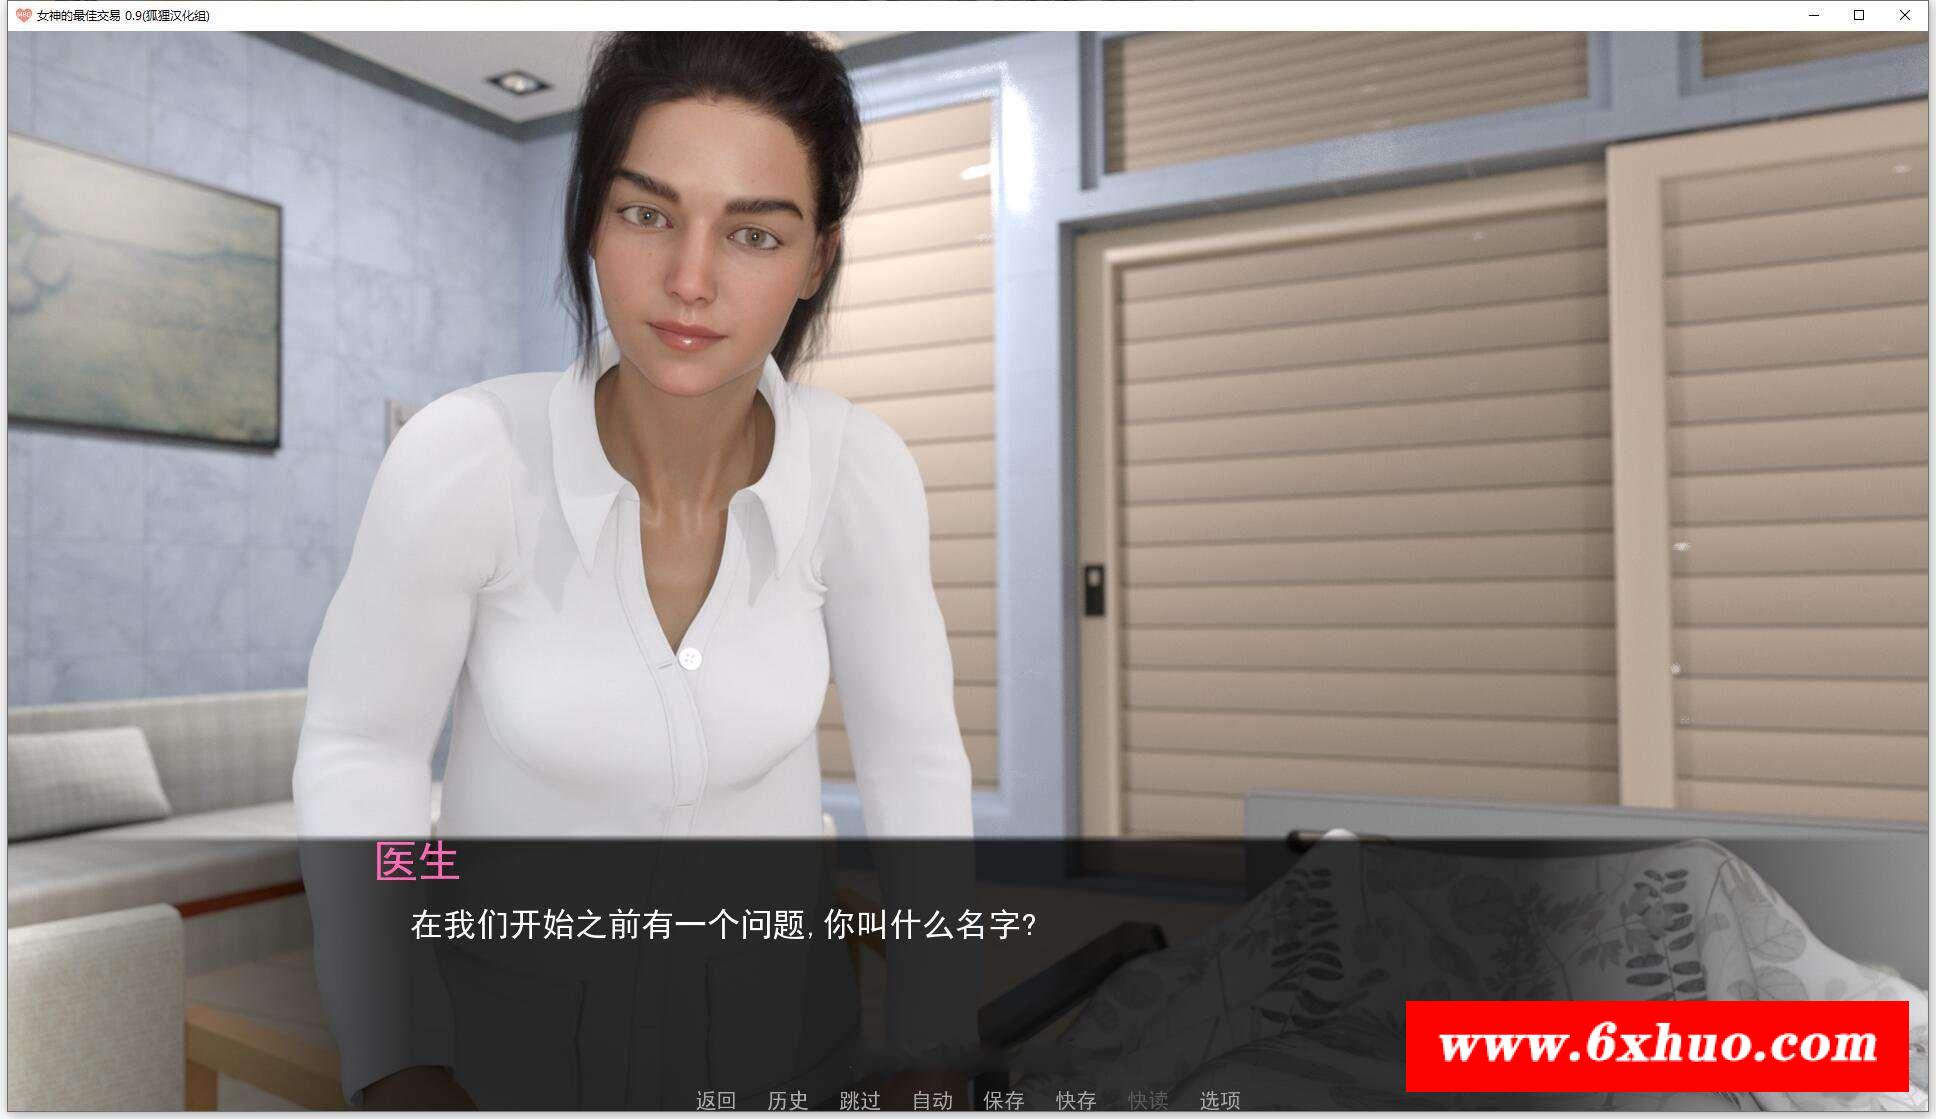 女神的最佳交易 0.9(狐狸汉化组)
医生
在我们开始之前有一个问题,你叫什么名字?
www.6xhuo.com
返回 历史 跳过 自动 保存 快存 快读 选项